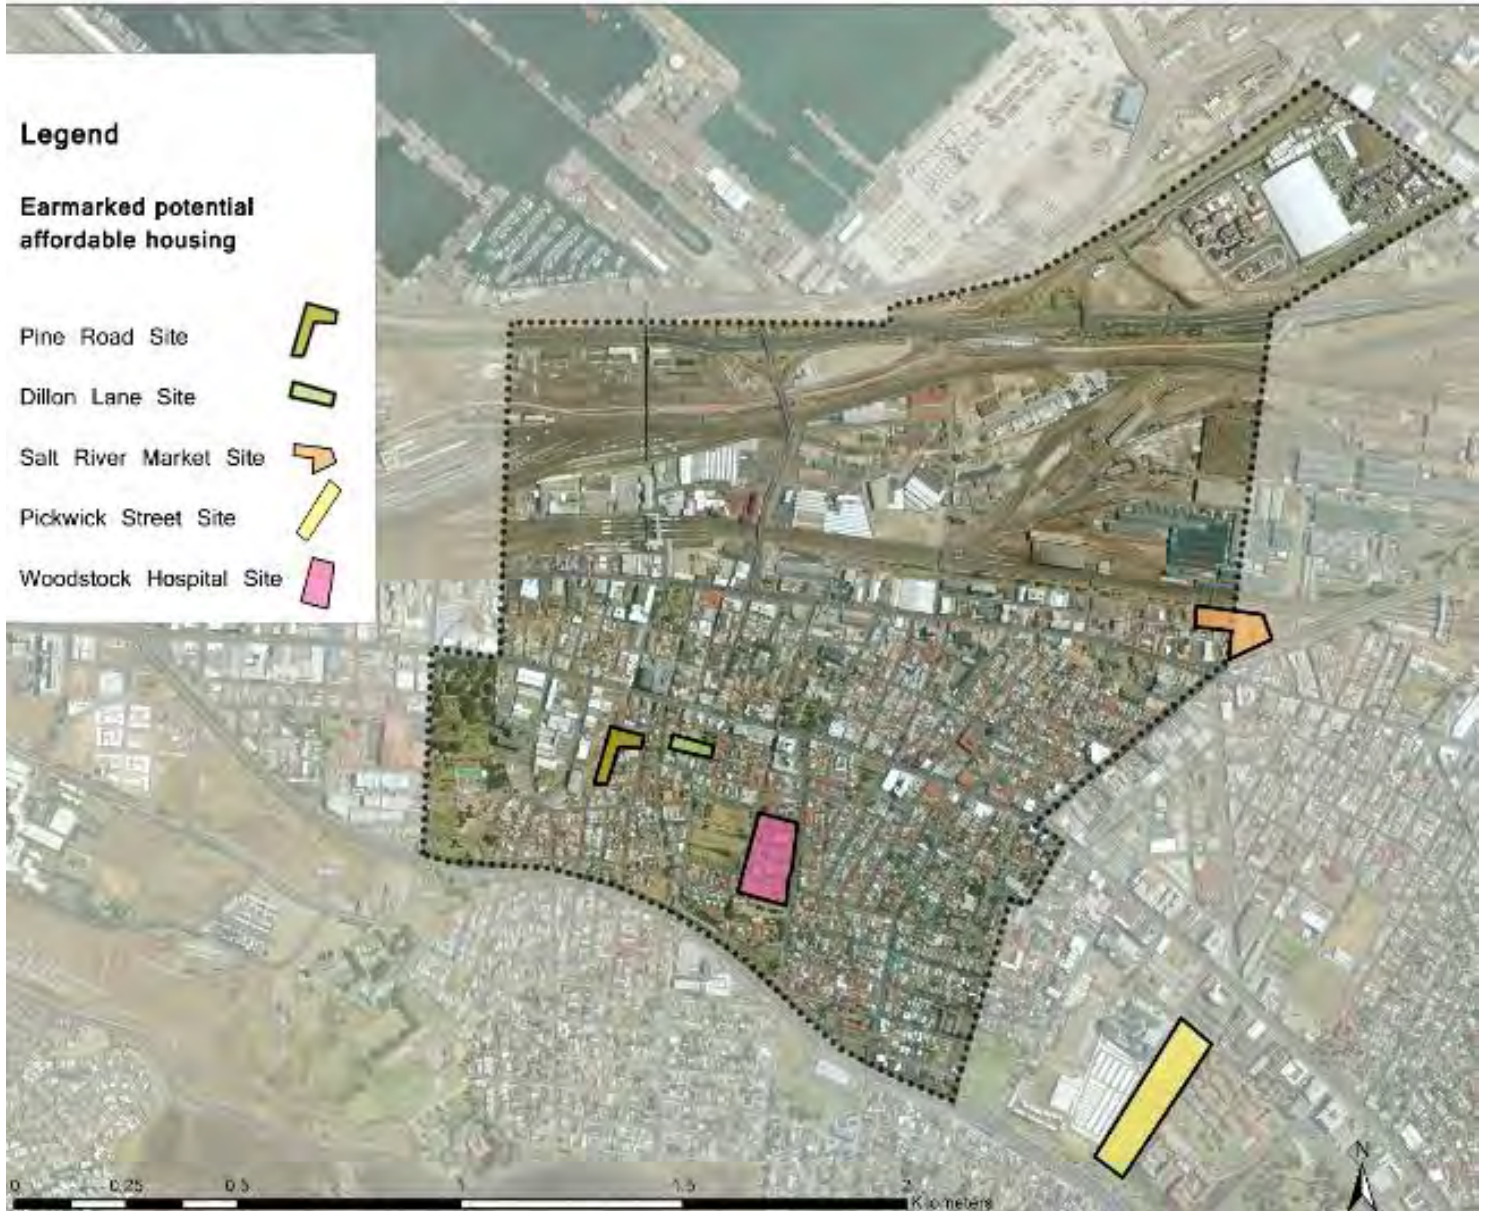 Legend
Earmarked potential
affordable housing
Pine Road Site
Dillon Lane Site
Salt River Market Site
Pickwick Street Site
Woodstock Hospital Site
N
0 0.25 0.5 1 1.5 2
Kilometers